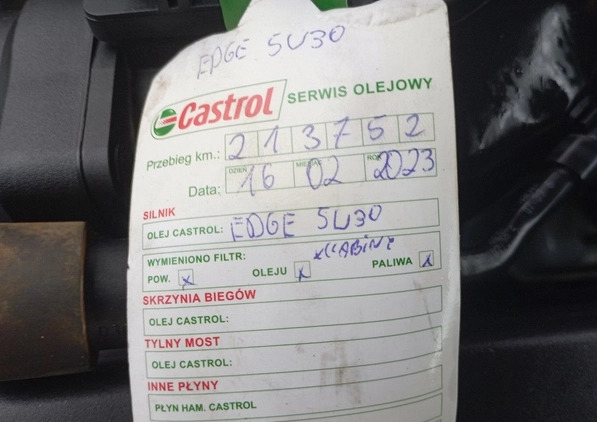 EDGE 5W30
Castrol SERWIS OLEJOWY
Przebieg km.: 213752
DZIEŃ MIESIĄC ROK
Data: 16 02 2023
SILNIK
OLEJ CASTROL: EDGE 5W30
WYMIENIONO FILTR: x KABINY
POW. x OLEJU x PALIWA x
SKRZYNIA BIEGÓW
OLEJ CASTROL:
TYLNY MOST
OLEJ CASTROL:
INNE PŁYNY
PŁYN HAM. CASTROL